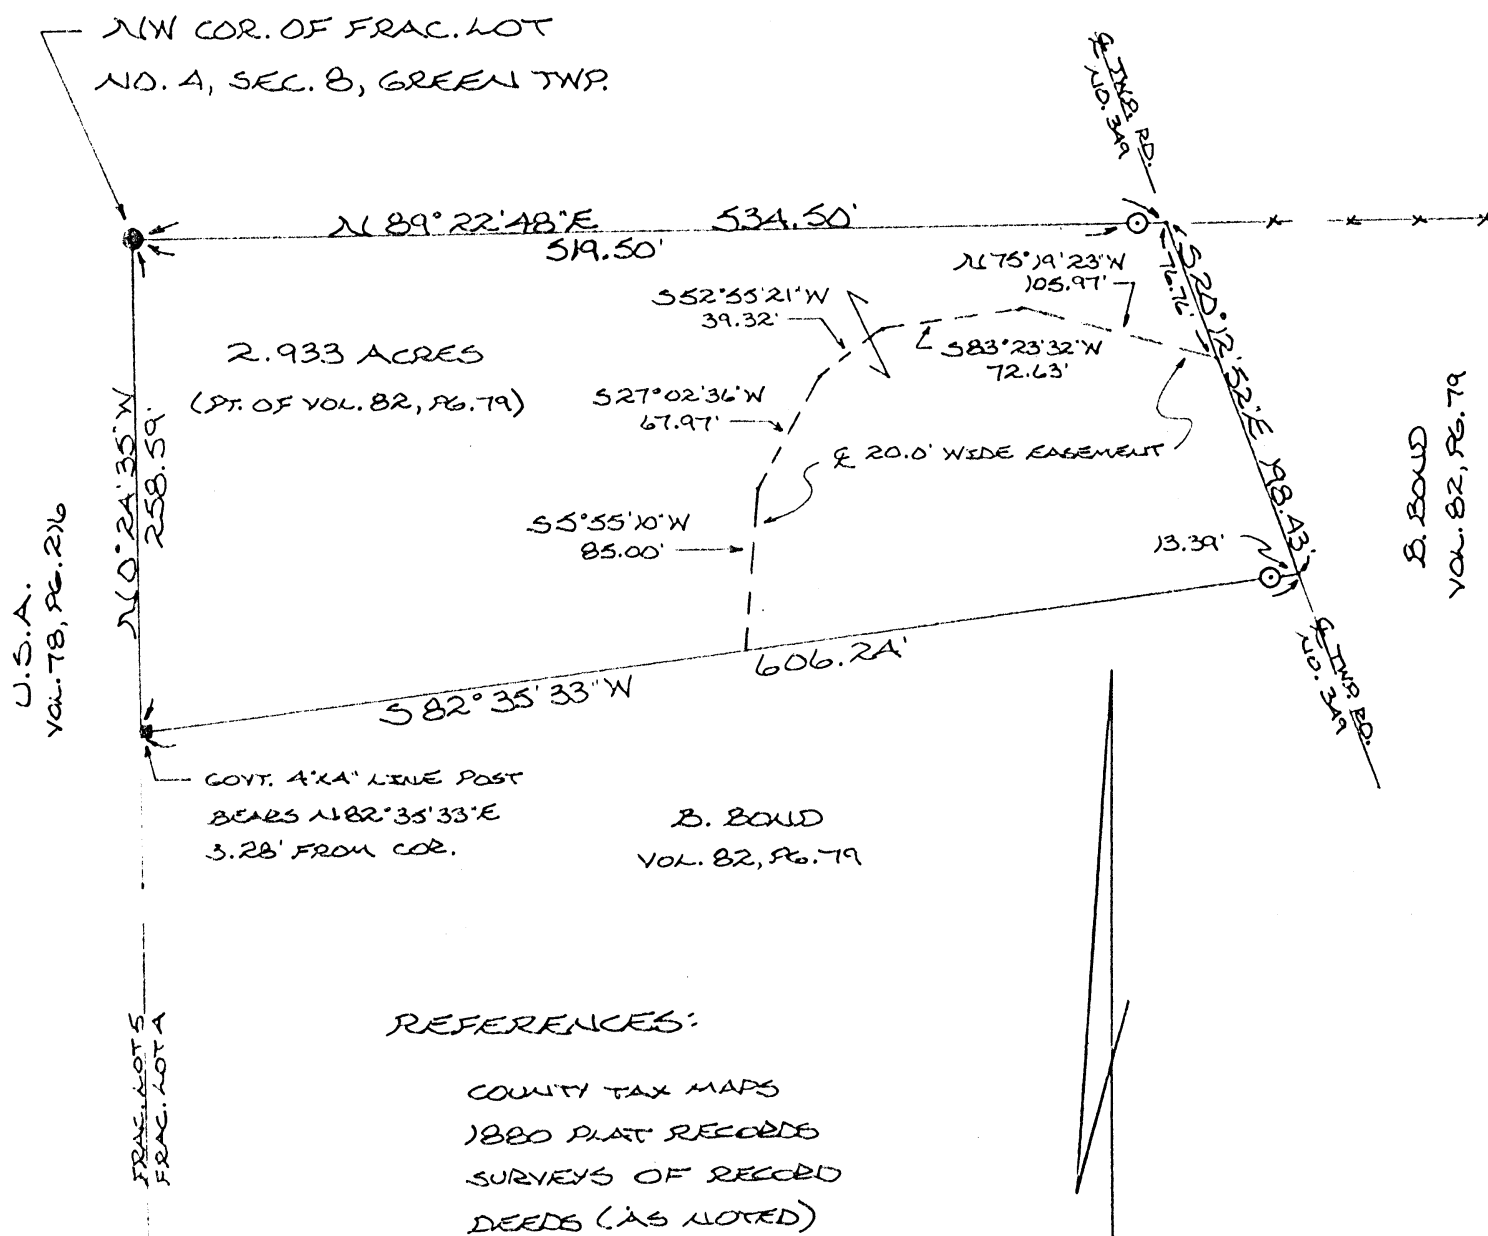 NW COR. OF FRAC. LOT
NO. 4, SEC. 8, GREEN TWP.
℄ TWP. RD.
NO. 349
N 89° 22' 48" E 534.50'
519.50'
N 75° 19' 23" W
105.97'
S 52° 55' 21" W
39.32'
76.76'
S 20° 12' 52" E 198.43'
2.933 ACRES
(PT. OF VOL. 82, PG. 79)
S 83° 23' 32" W
72.63'
S 27° 02' 36" W
67.97'
N 0° 24' 35" W
258.59'
℄ 20.0' WIDE EASEMENT
B. BOND
VOL. 82, PG. 79
U.S.A.
VOL. 78, PG. 216
S 5° 55' 10" W
85.00'
13.39'
606.24'
S 82° 35' 33" W
℄ TWP. RD.
NO. 349
GOVT. 4"X4" LINE POST
BEARS N 82° 35' 33" E
3.28' FROM COR.
B. BOND
VOL. 82, PG. 79
FRAC. LOT 5
FRAC. LOT 4
REFERENCES:
COUNTY TAX MAPS
1880 PLAT RECORDS
SURVEYS OF RECORD
DEEDS (AS NOTED)